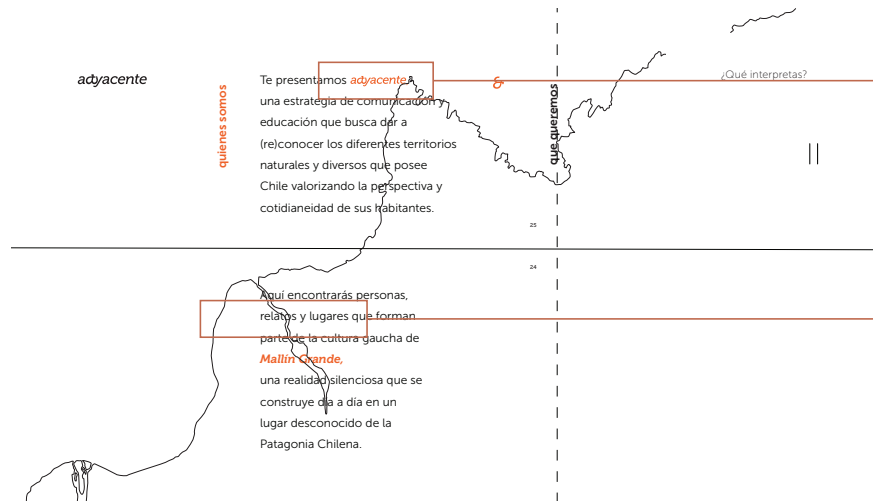 adyacente
quienes somos
Te presentamos adyacente,
una estrategia de comunicación y
educación que busca dar a
(re)conocer los diferentes territorios
naturales y diversos que posee
Chile valorizando la perspectiva y
cotidianeidad de sus habitantes.
&
que queremos
¿Qué interpretas?
25
24
Aquí encontrarás personas,
relatos y lugares que forman
parte de la cultura gaucha de
Mallín Grande,
una realidad silenciosa que se
construye día a día en un
lugar desconocido de la
Patagonia Chilena.